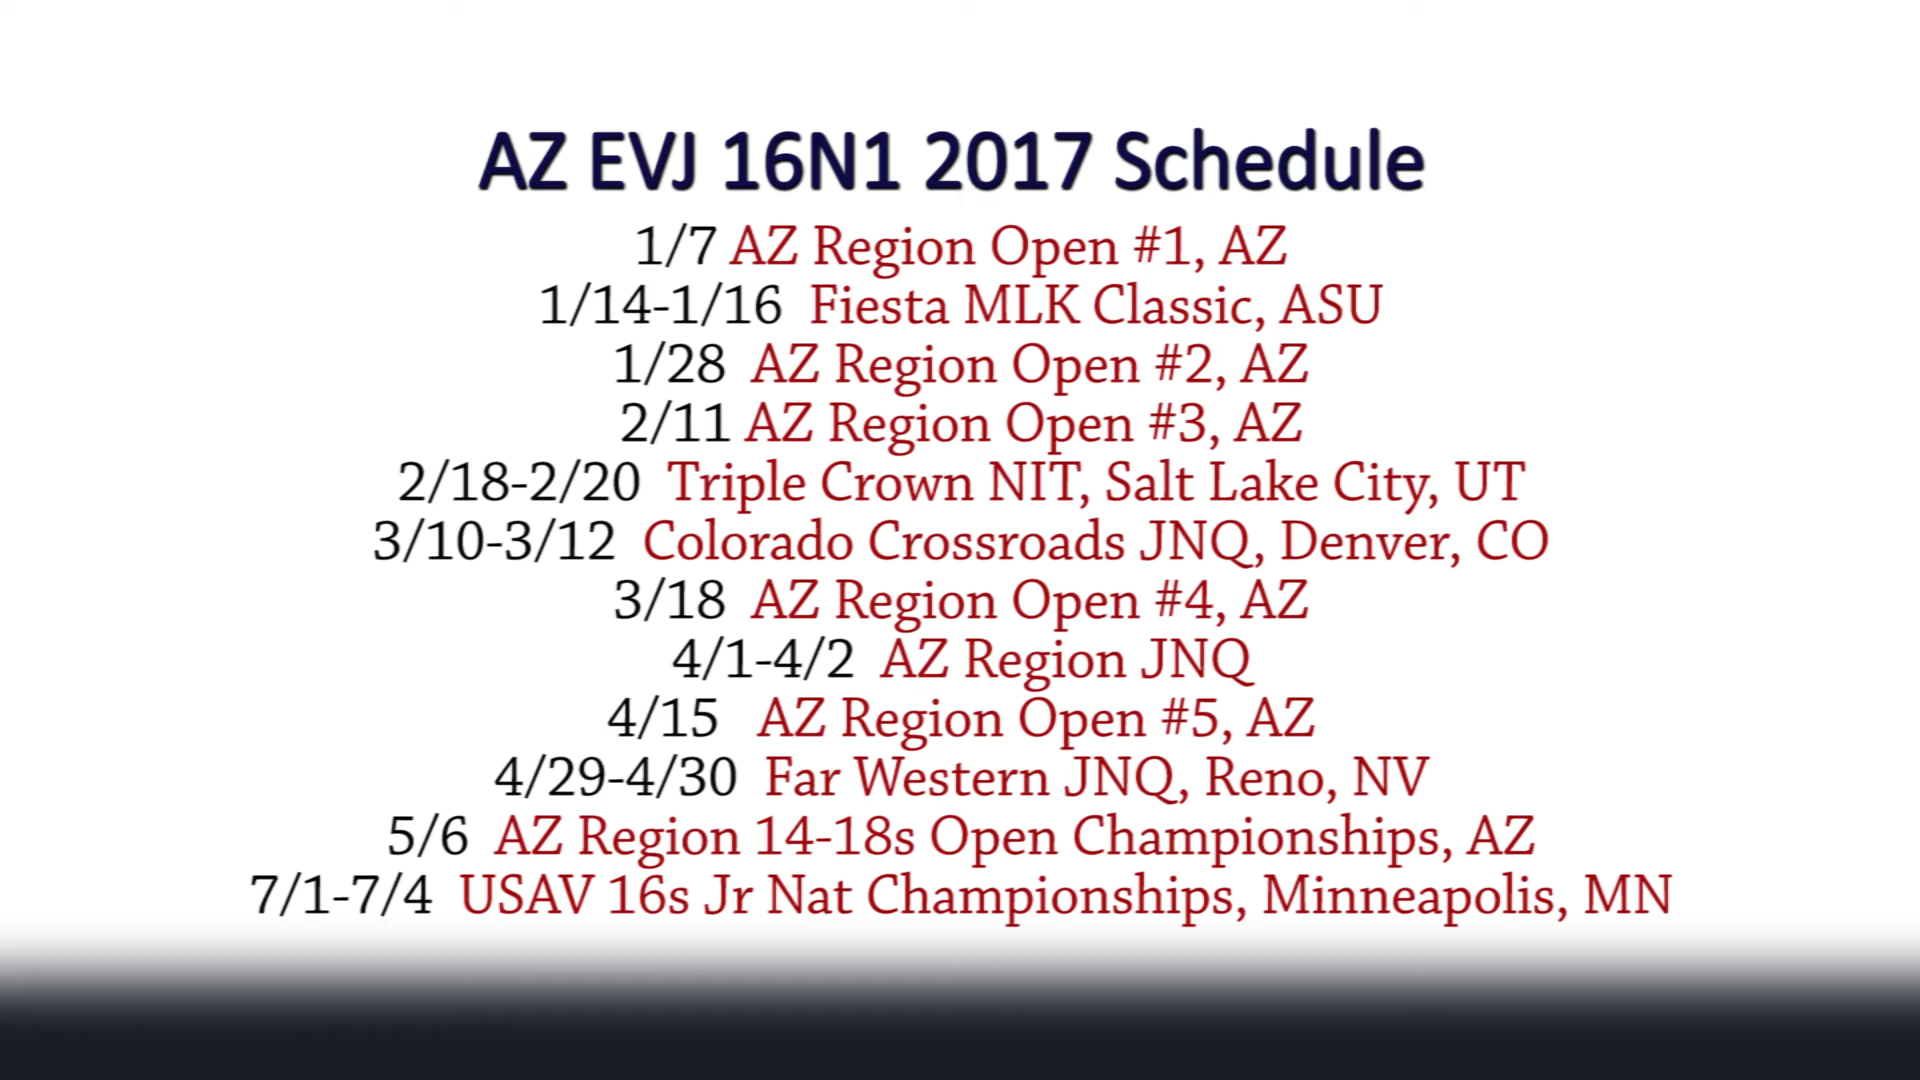 AZ EVJ 16N1 2017 Schedule
1/7 AZ Region Open #1, AZ
1/14-1/16 Fiesta MLK Classic, ASU
1/28 AZ Region Open #2, AZ
2/11 AZ Region Open #3, AZ
2/18-2/20 Triple Crown NIT, Salt Lake City, UT
3/10-3/12 Colorado Crossroads JNQ, Denver, CO
3/18 AZ Region Open #4, AZ
4/1-4/2 AZ Region JNQ
4/15 AZ Region Open #5, AZ
4/29-4/30 Far Western JNQ, Reno, NV
5/6 AZ Region 14-18s Open Championships, AZ
7/1-7/4 USAV 16s Jr Nat Championships, Minneapolis, MN